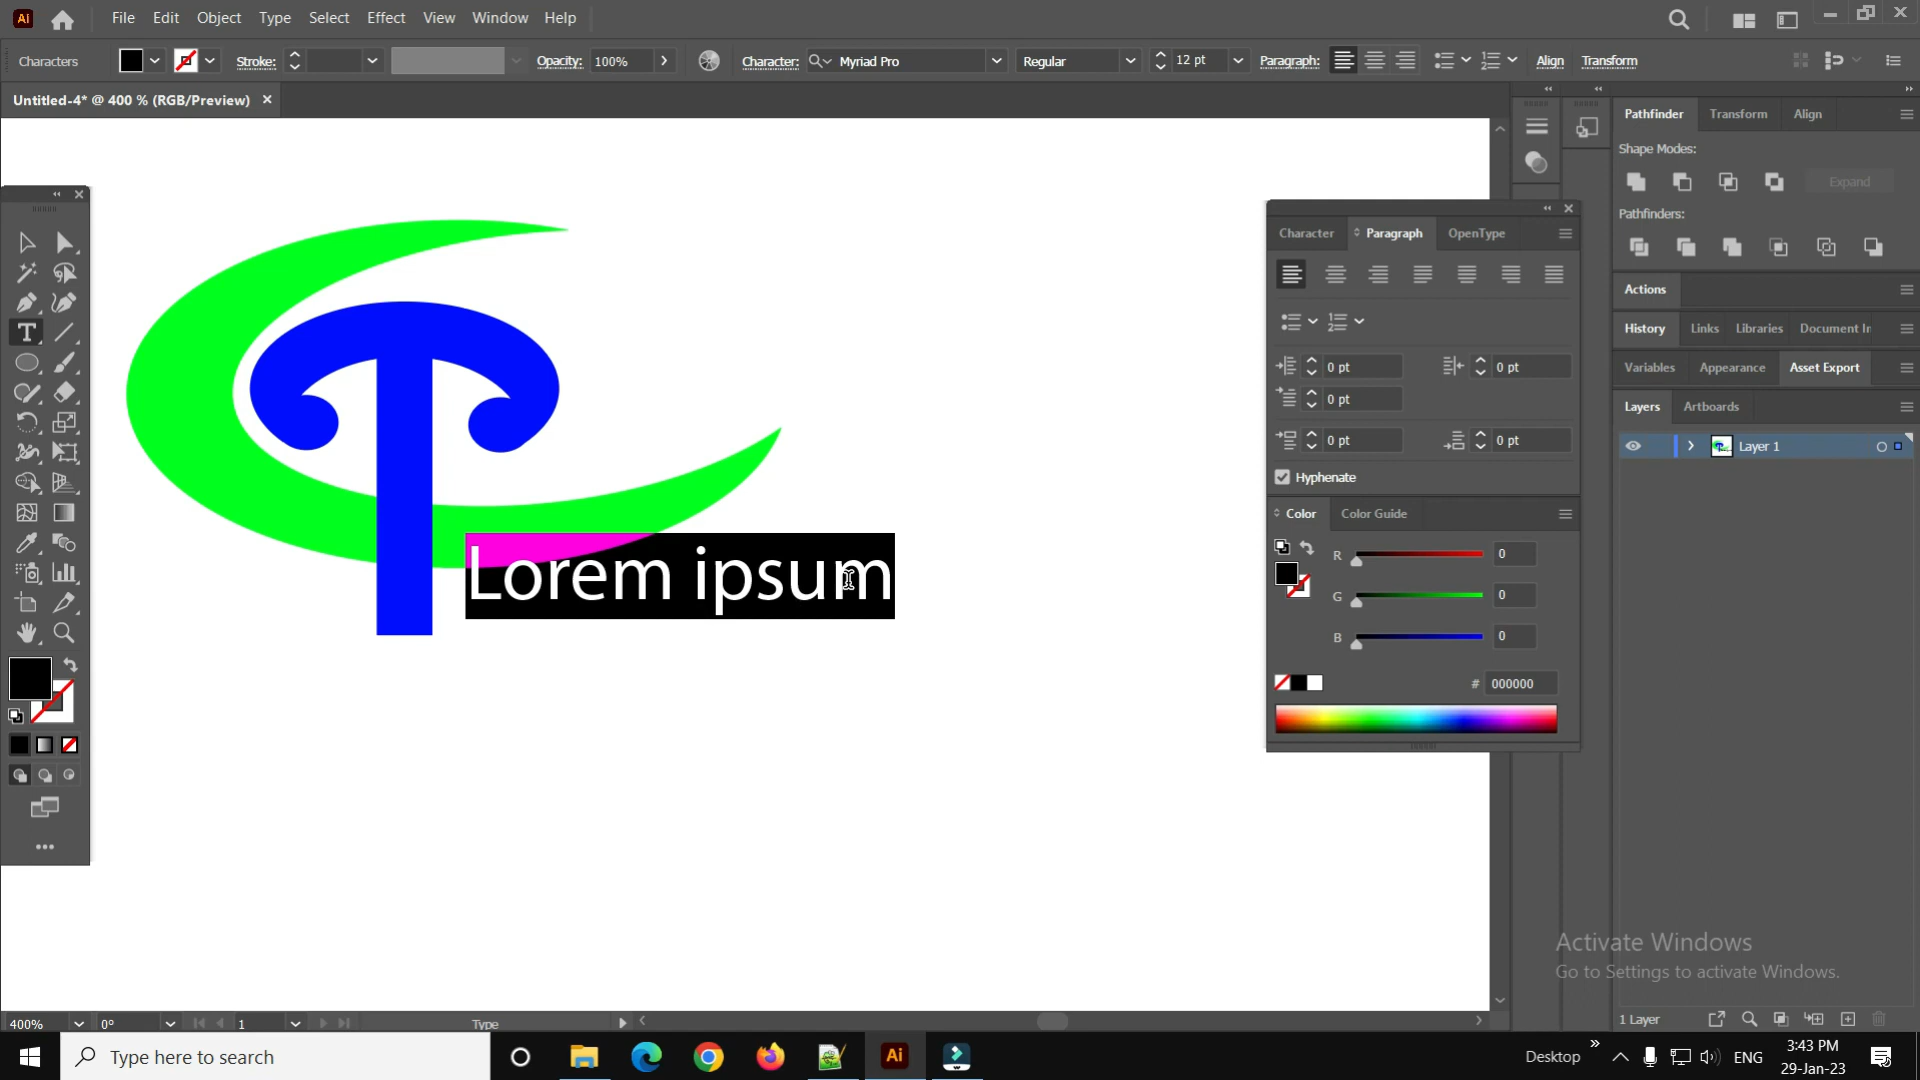 Ai File Edit Object Type Select Effect View Window Help
Characters Stroke: Opacity: 100% Character: Myriad Pro Regular 12 pt Paragraph: Align Transform
Untitled-4* @ 400 % (RGB/Preview) ×
Pathfinder Transform Align
Shape Modes:
Expand
Pathfinders:
Character Paragraph OpenType
Actions
History Links Libraries Document In
0 pt 0 pt
Variables Appearance Asset Export
0 pt
Layers Artboards
0 pt 0 pt
Layer 1
Hyphenate
Color Color Guide
R 0
Lorem ipsum
G 0
B 0
# 000000
Activate Windows
Go to Settings to activate Windows.
400% 0° 1 Type
1 Layer
Type here to search
Ai
Desktop » ENG 3:43 PM
29-Jan-23